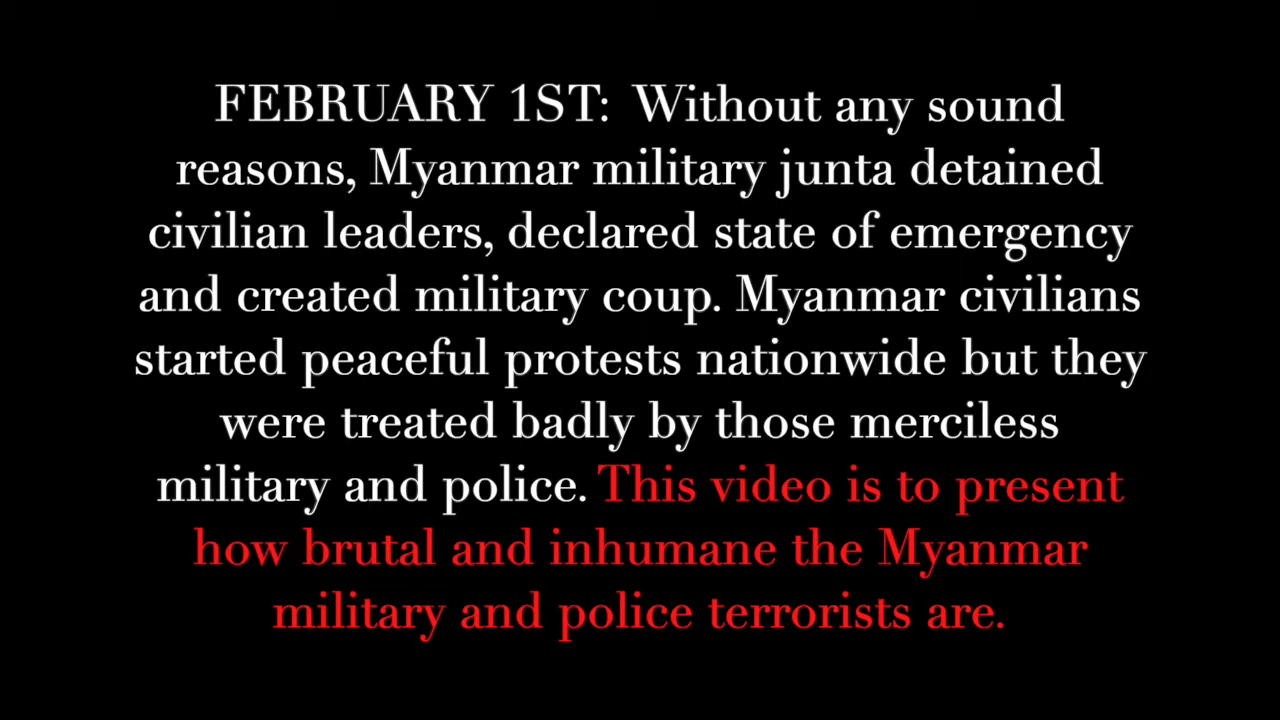 FEBRUARY 1ST:  Without any sound
reasons, Myanmar military junta detained
civilian leaders, declared state of emergency
and created military coup. Myanmar civilians
started peaceful protests nationwide but they
were treated badly by those merciless
military and police. This video is to present
how brutal and inhumane the Myanmar
military and police terrorists are.